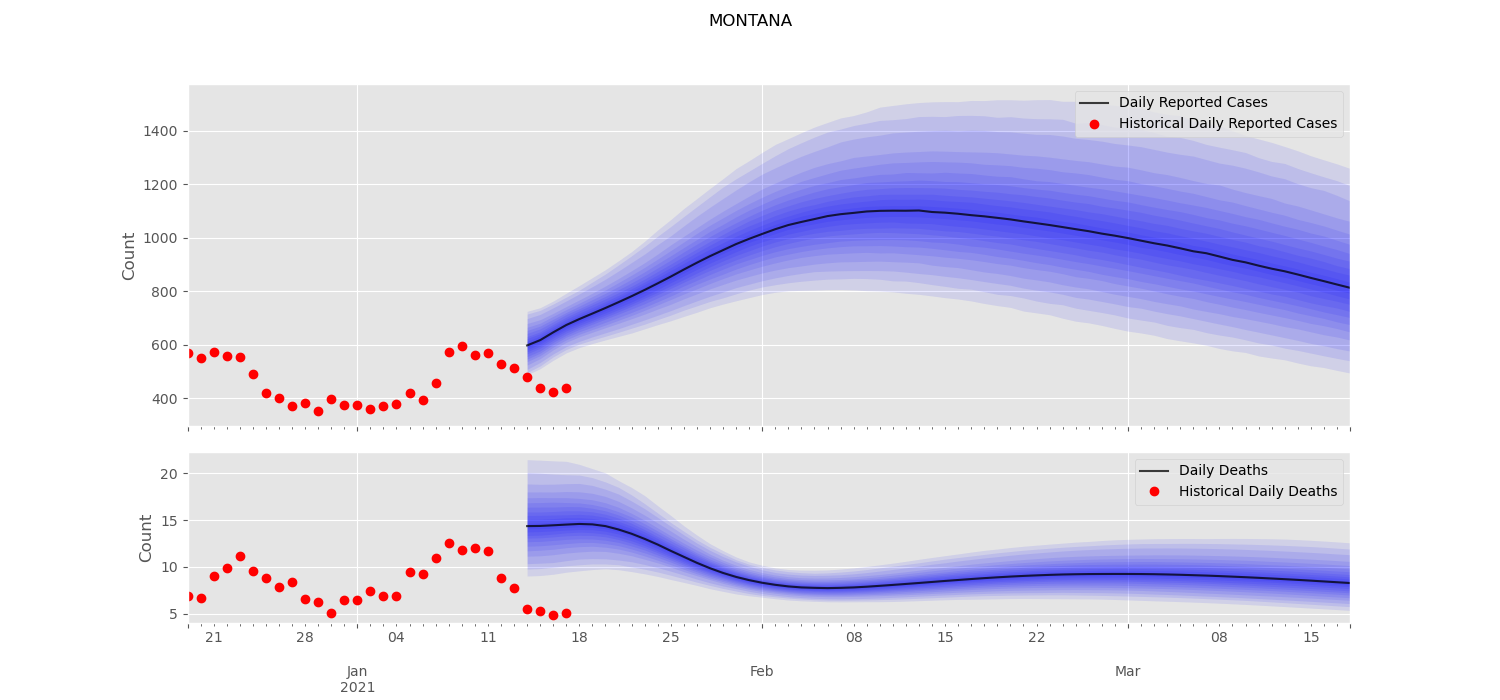 MONTANA
Count
1400
1200
1000
800
600
400
Daily Reported Cases
Historical Daily Reported Cases
Count
20
15
10
5
Daily Deaths
Historical Daily Deaths
21 28 04 11 18 25 08 15 22 08 15
Jan Feb Mar
2021